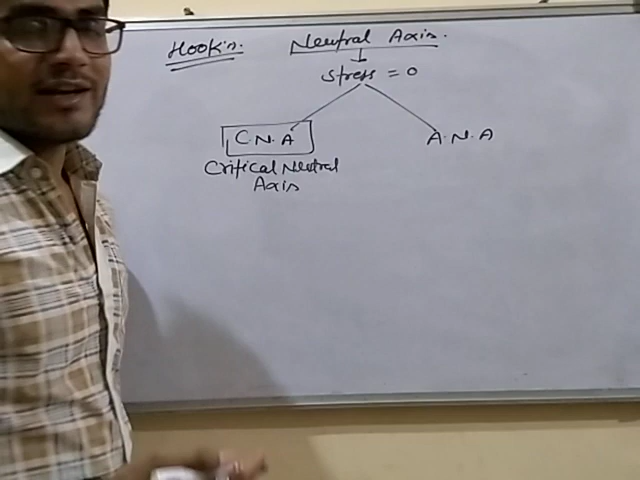 Hook's.
Neutral Axis.
Stress = 0
C.N.A
A.N.A
Critical Neutral
Axis